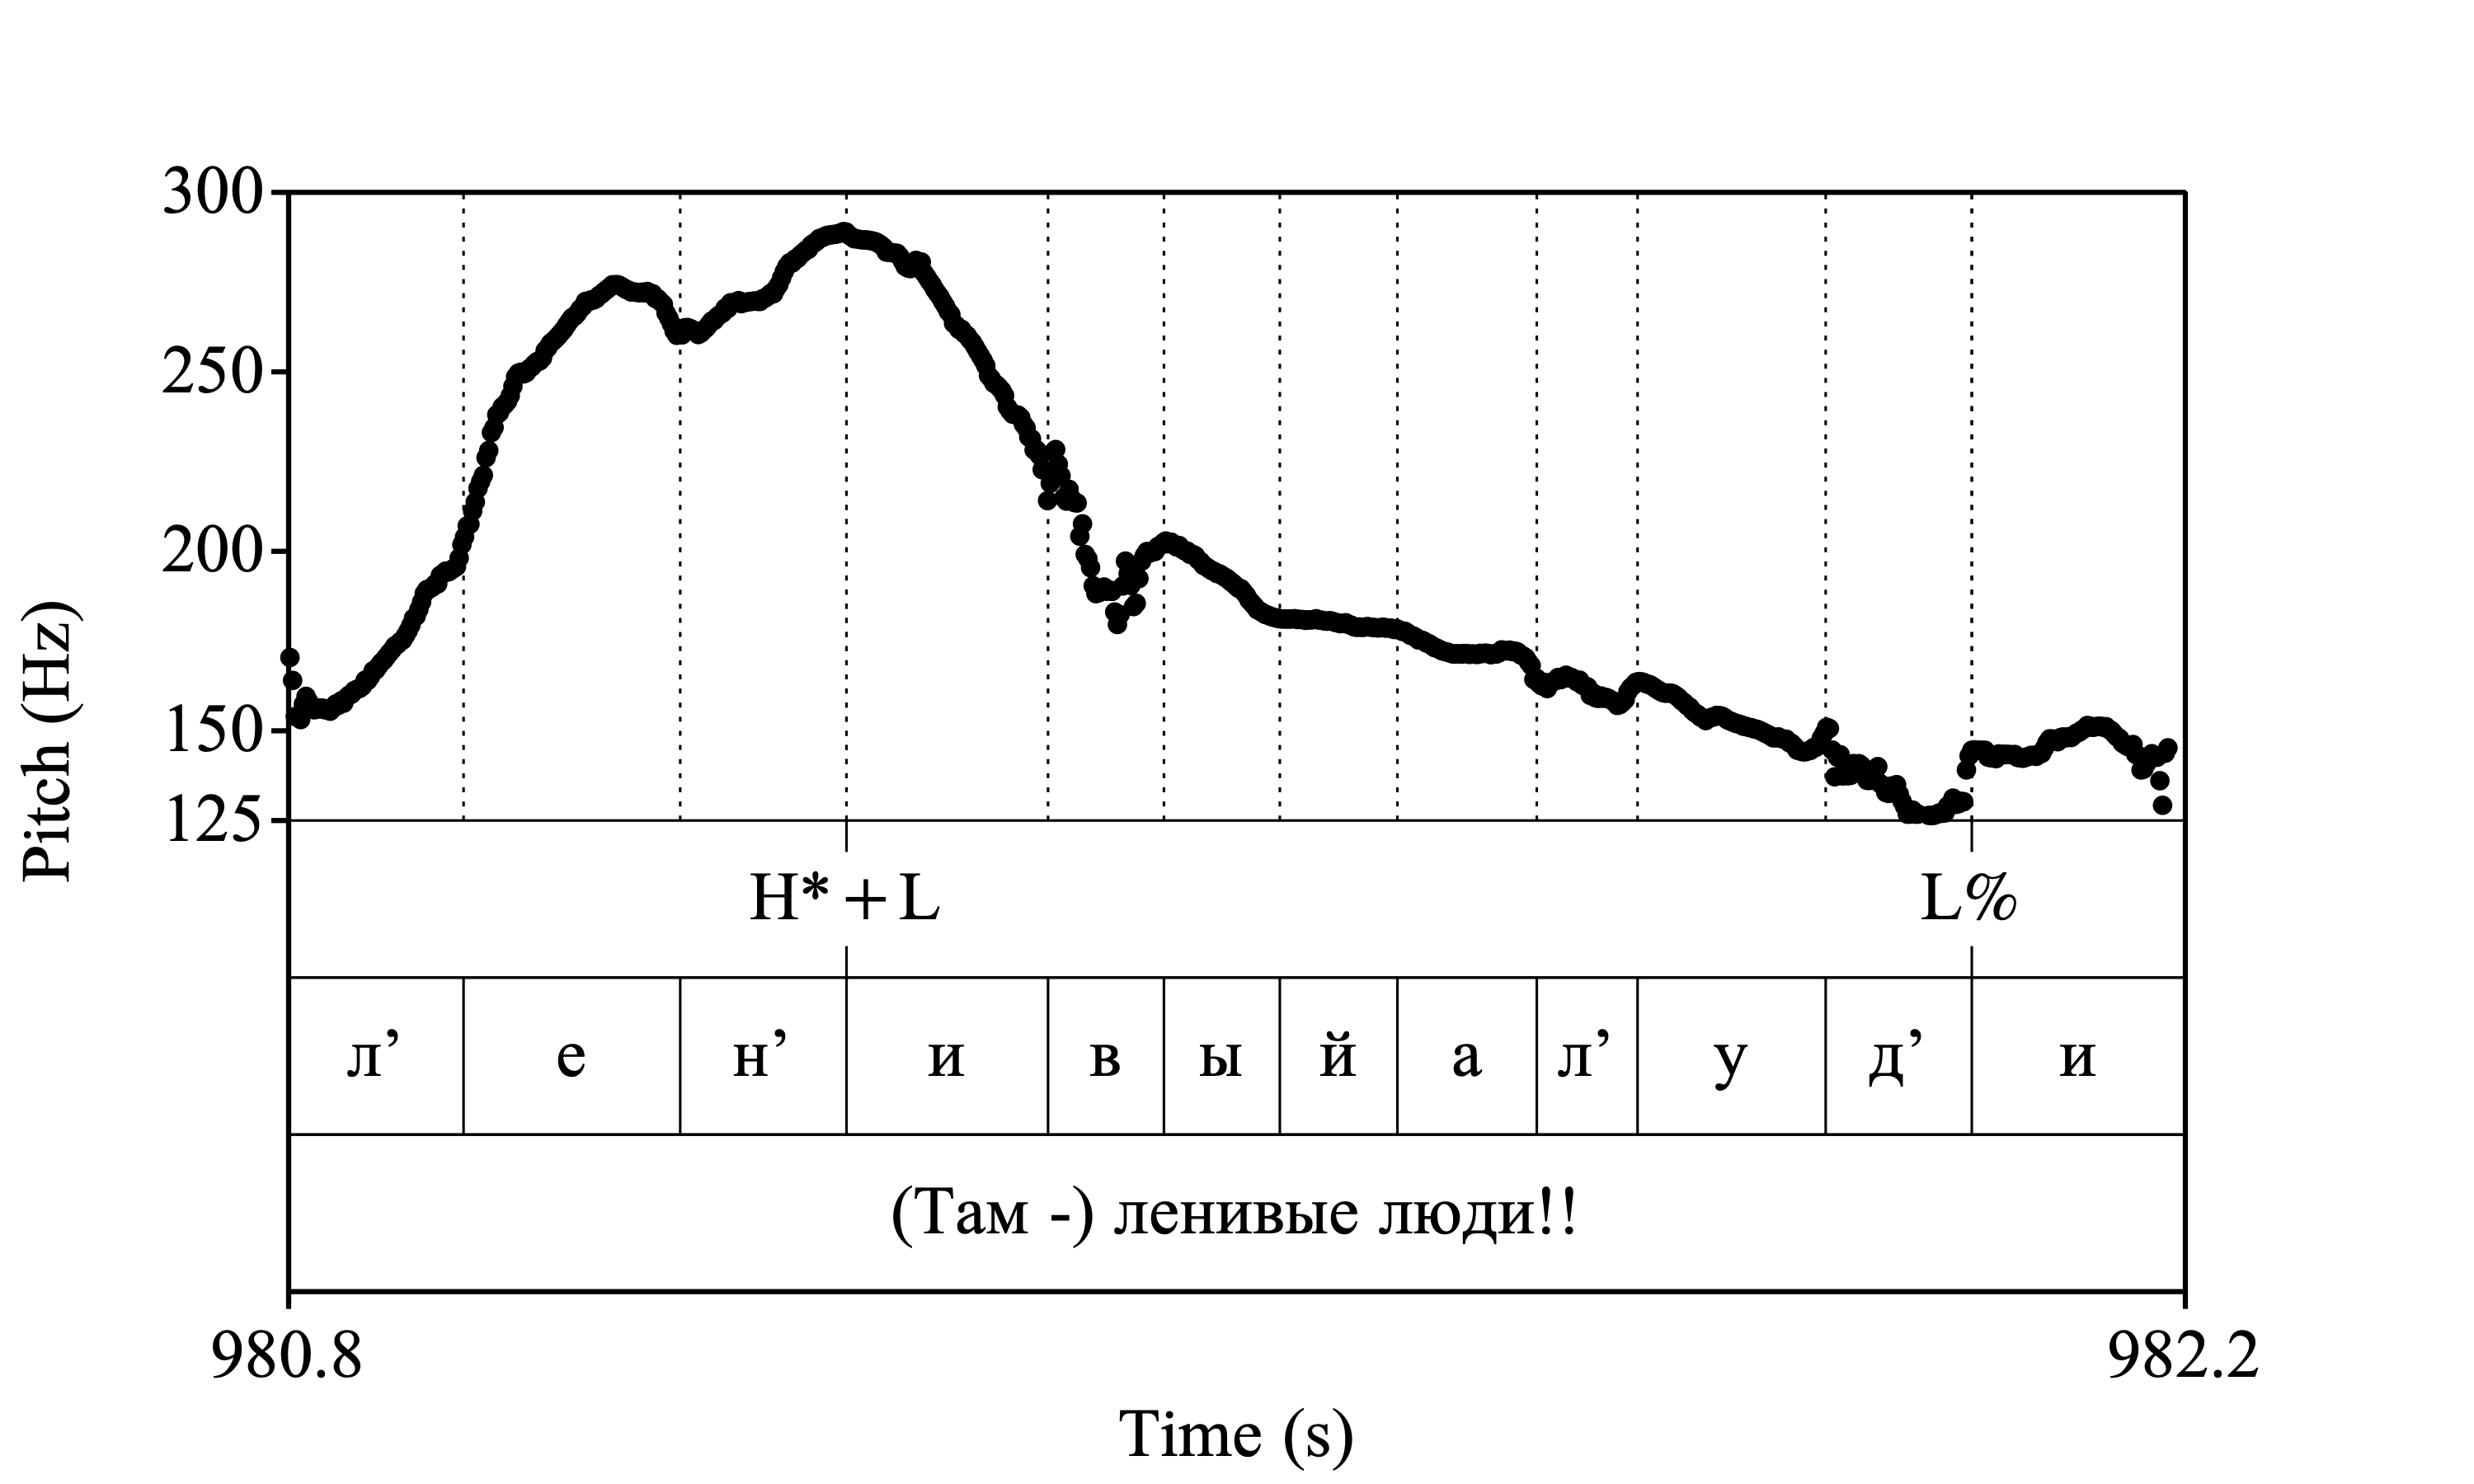 300
250
200
150
125
Pitch (Hz)
H*+L L%
л’ е н’ и в ы й а л’ у д’ и
(Там -) ленивые люди!!
980.8 982.2
Time (s)